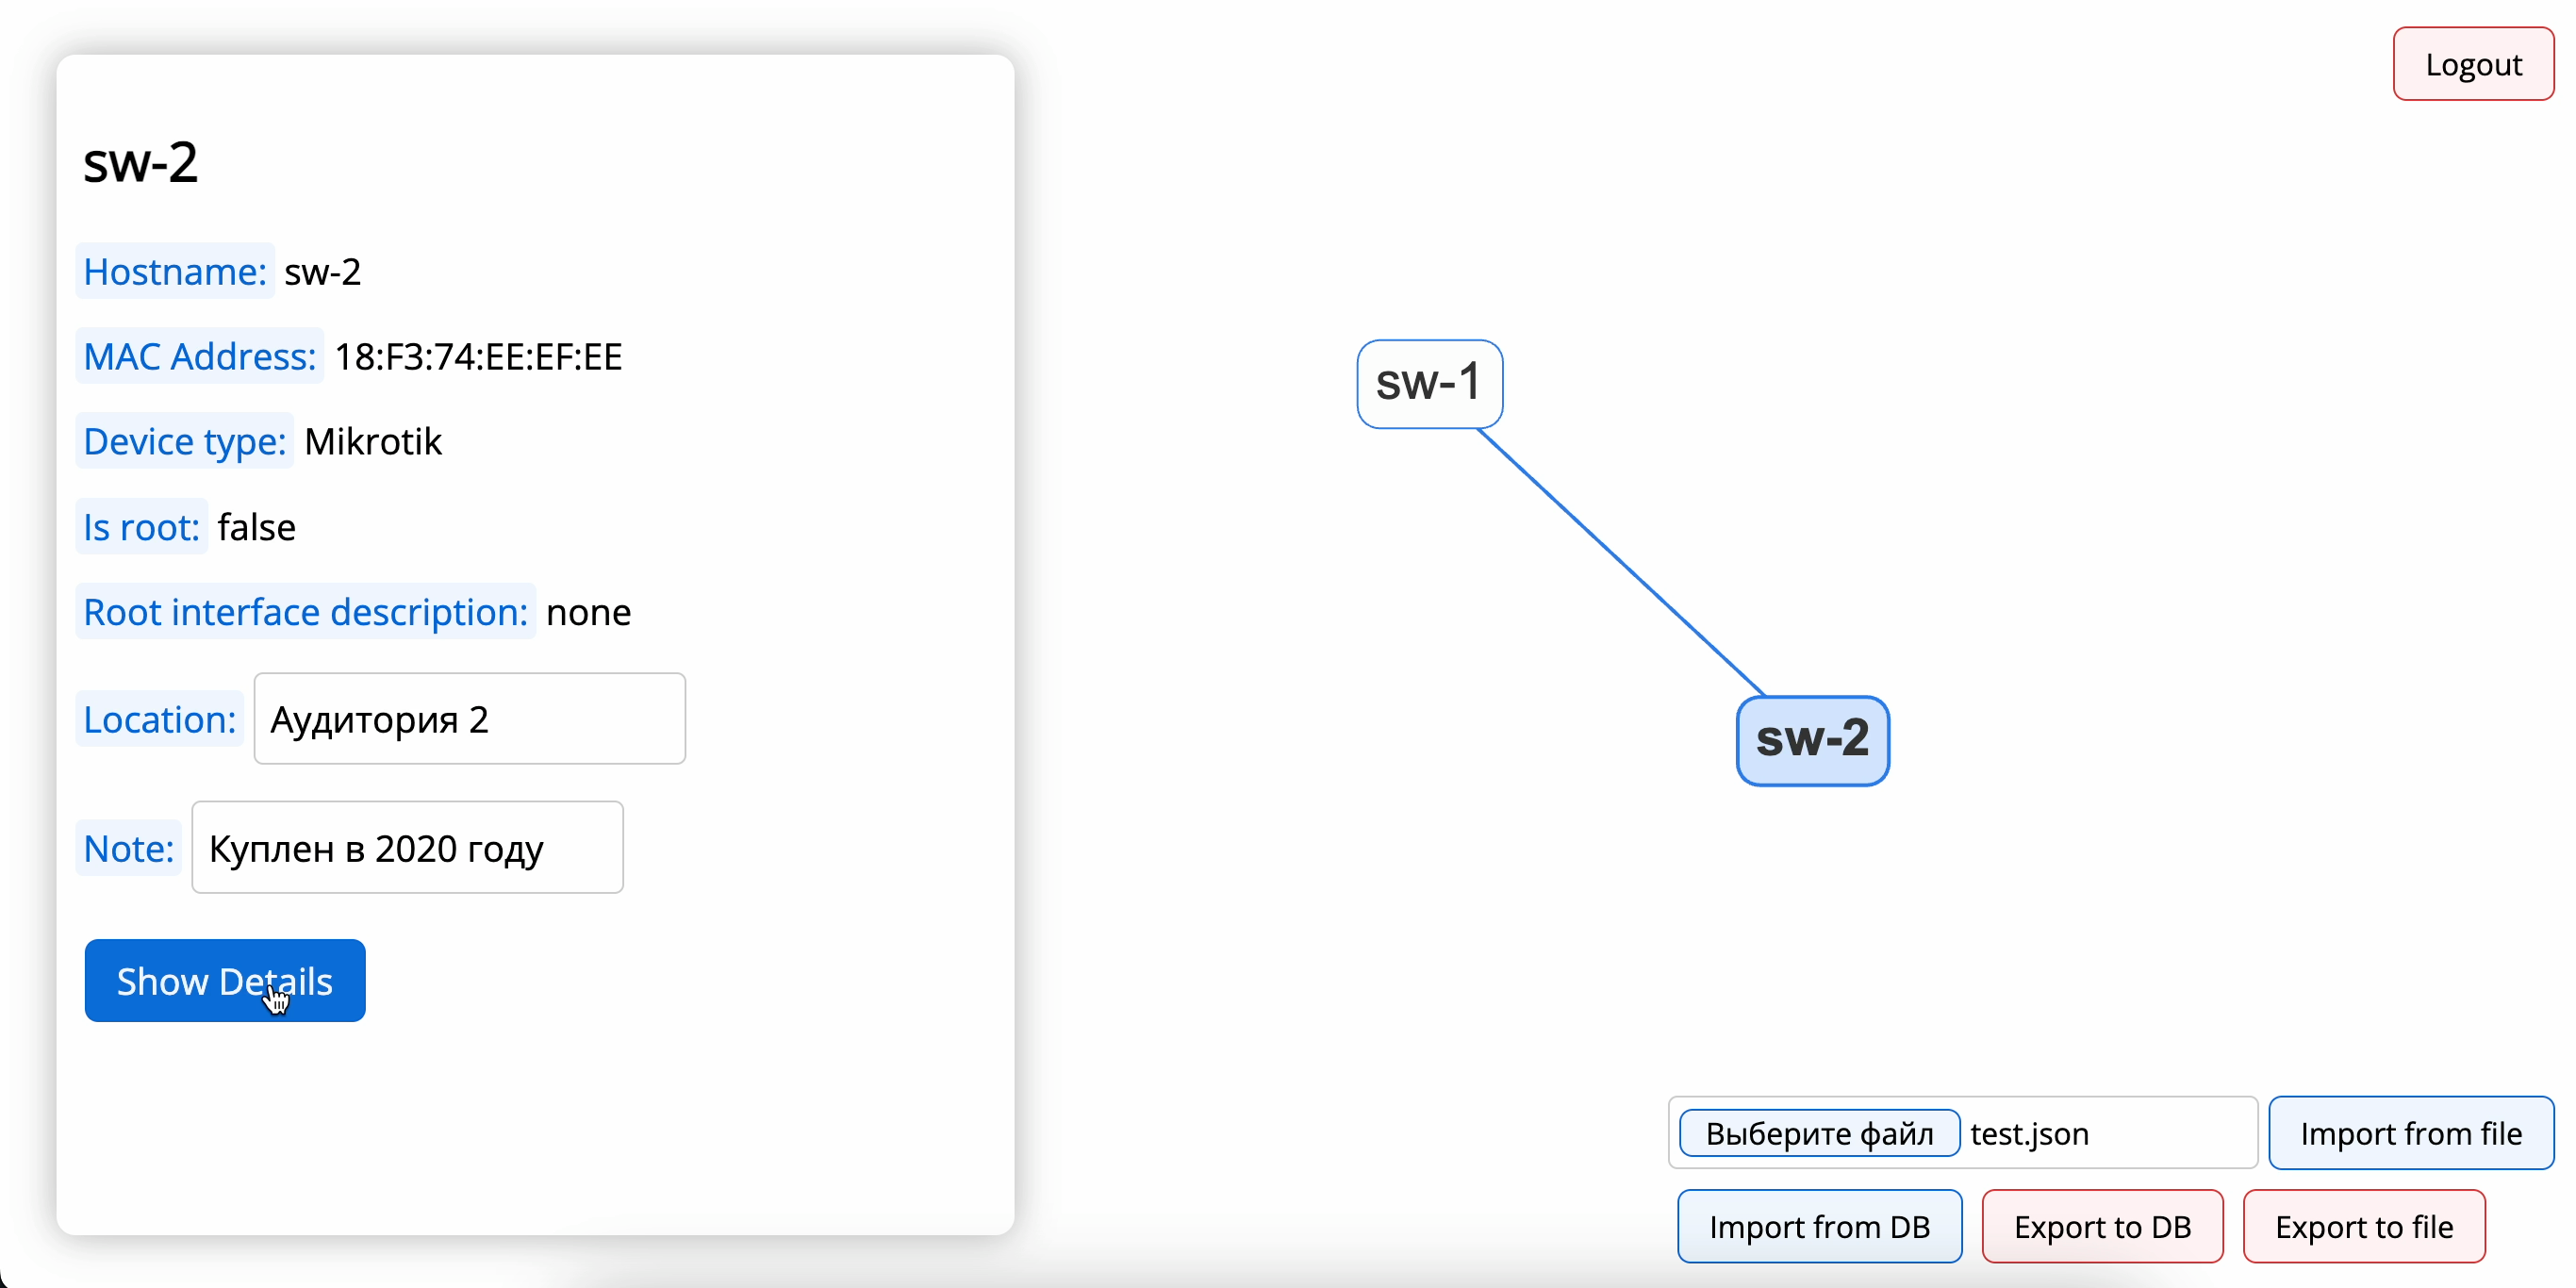 Logout
sw-2
Hostname: sw-2
MAC Address: 18:F3:74:EE:EF:EE
Device type: Mikrotik
Is root: false
Root interface description: none
Location: Аудитория 2
Note: Куплен в 2020 году
Show Details
sw-1
sw-2
Выберите файл test.json Import from file
Import from DB Export to DB Export to file